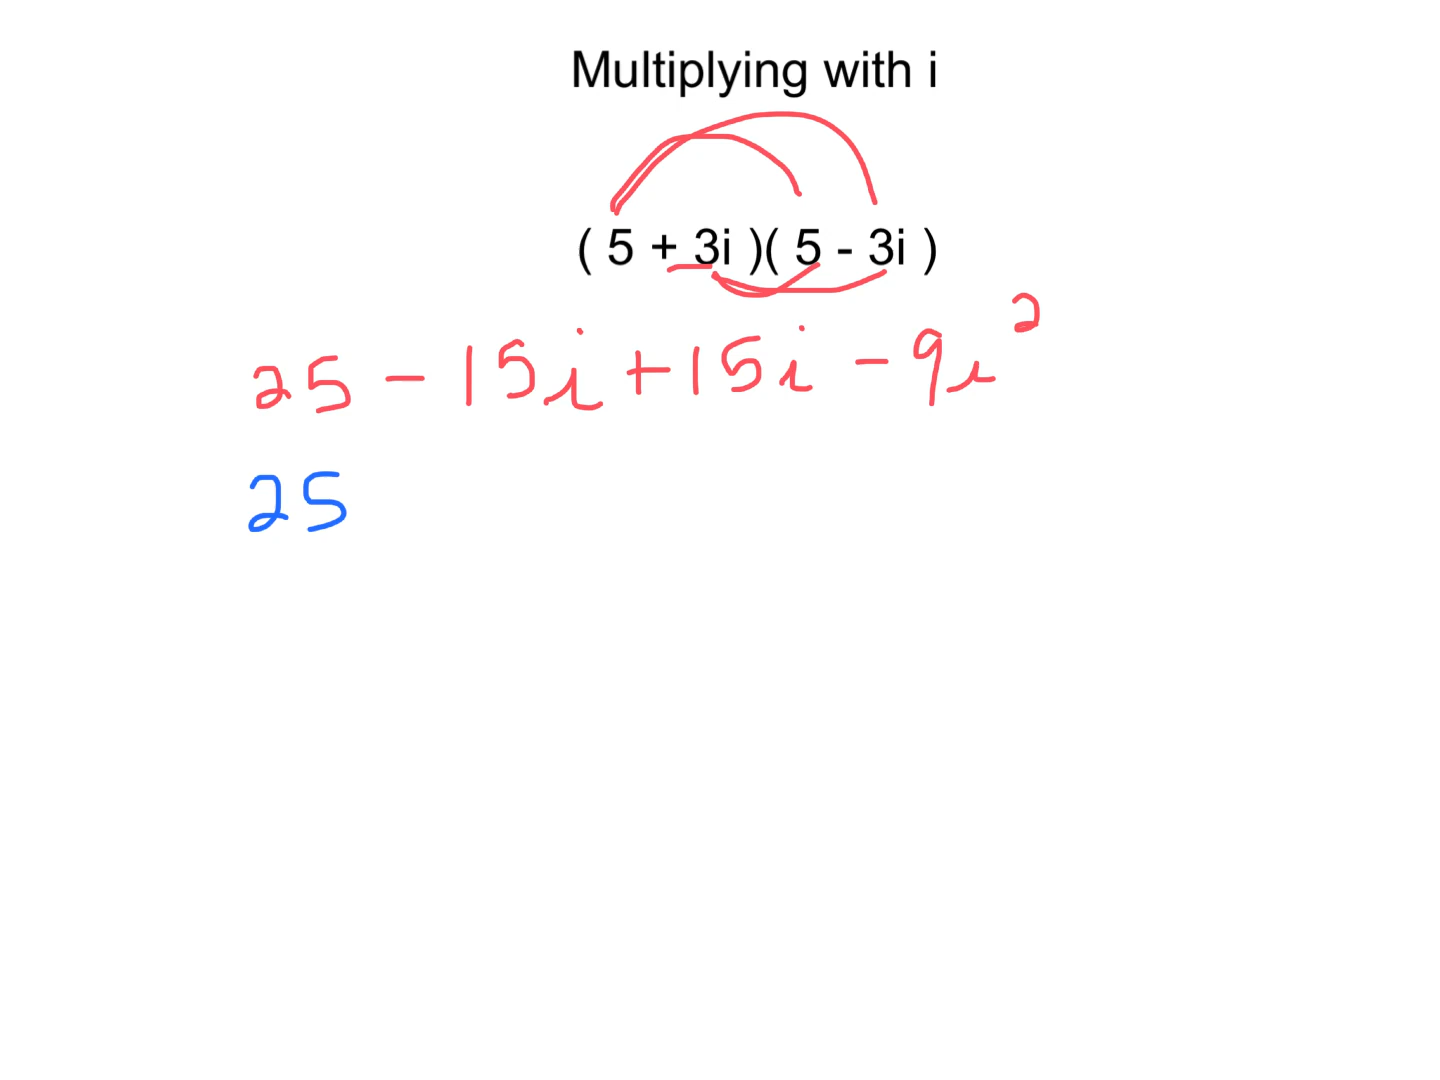 Multiplying with i
( 5 + 3i )( 5 - 3i )
25 - 15i + 15i - 9i²
25